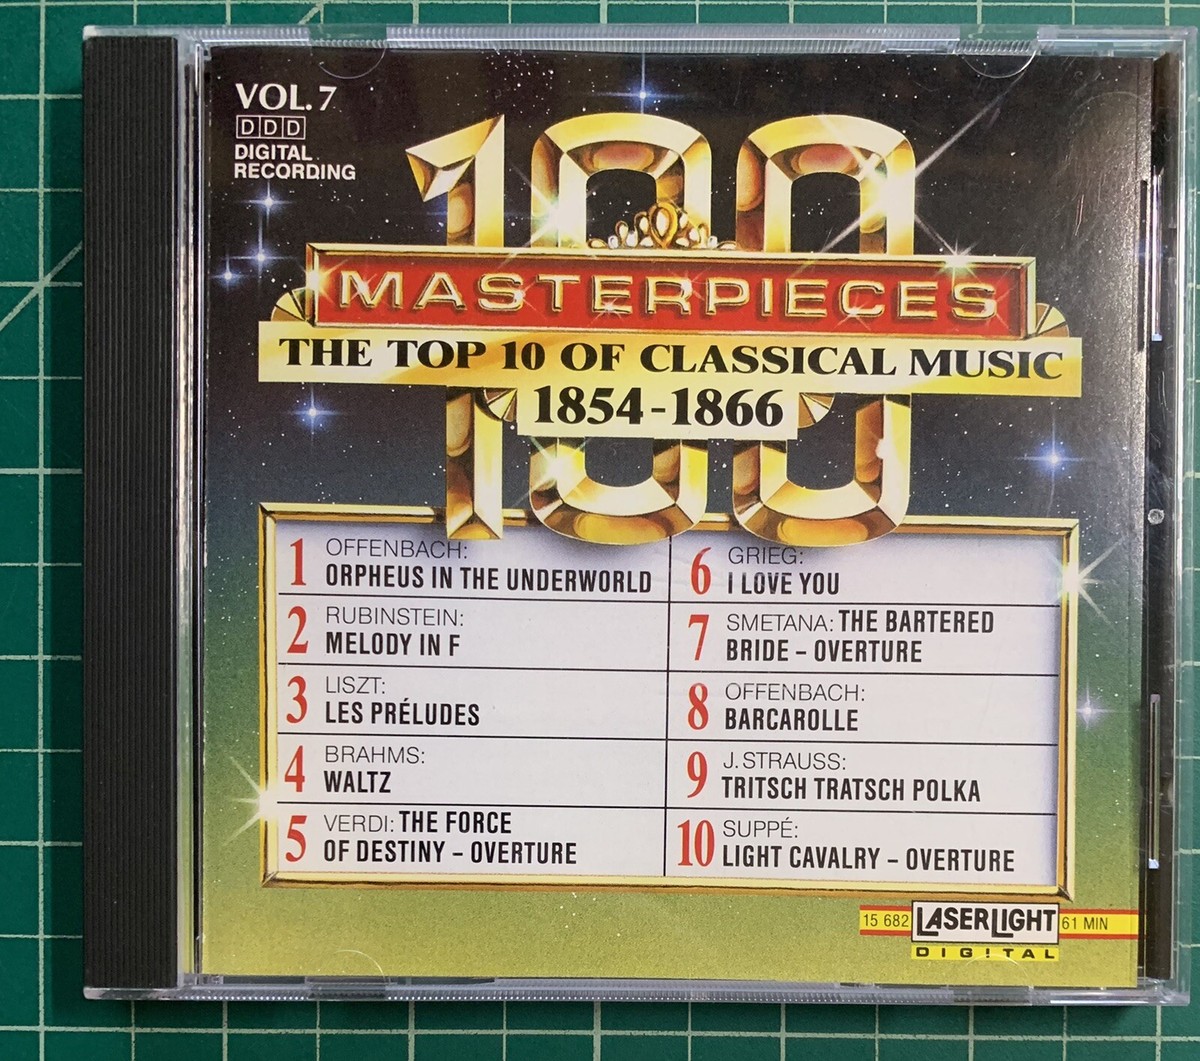 VOL. 7
DDD
DIGITAL
RECORDING
100
MASTERPIECES
THE TOP 10 OF CLASSICAL MUSIC
1854-1866
1 OFFENBACH:
ORPHEUS IN THE UNDERWORLD
2 RUBINSTEIN:
MELODY IN F
3 LISZT:
LES PRÉLUDES
4 BRAHMS:
WALTZ
5 VERDI: THE FORCE
OF DESTINY – OVERTURE
6 GRIEG:
I LOVE YOU
7 SMETANA: THE BARTERED
BRIDE – OVERTURE
8 OFFENBACH:
BARCAROLLE
9 J. STRAUSS:
TRITSCH TRATSCH POLKA
10 SUPPÉ:
LIGHT CAVALRY – OVERTURE
15 682 LASERLIGHT 61 MIN
DIGITAL